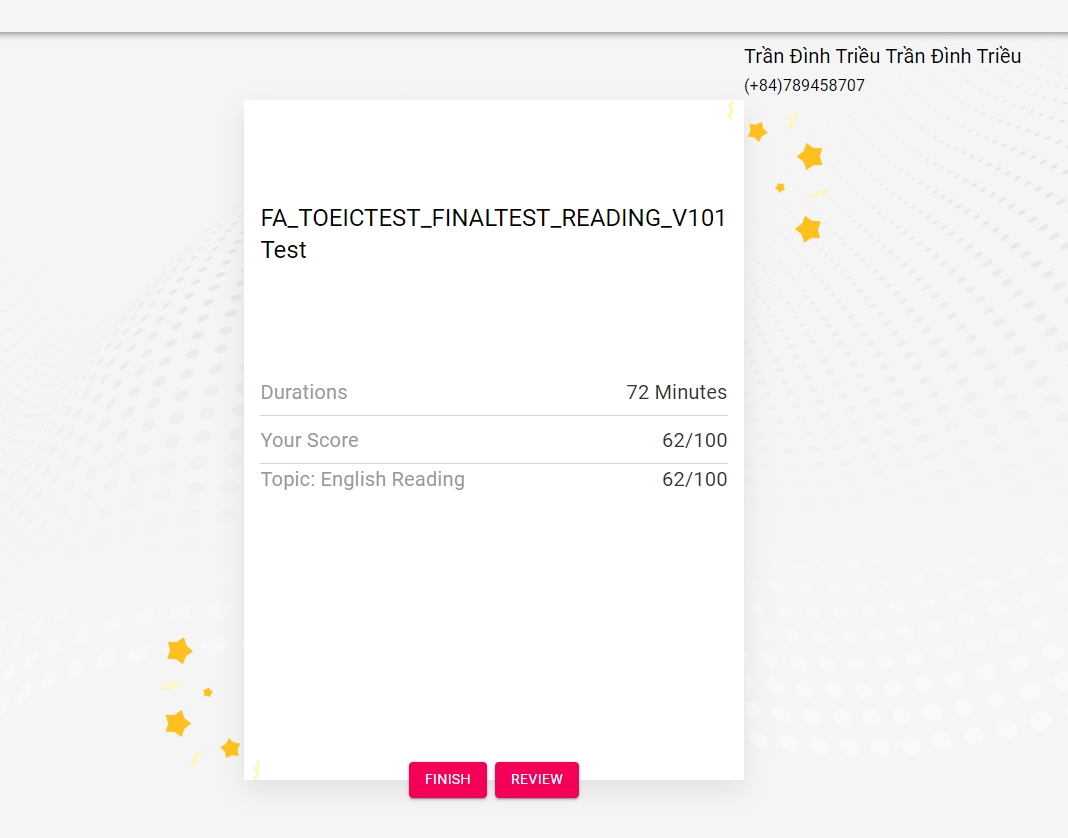 Trần Đình Triều Trần Đình Triều
(+84)789458707
FA_TOEICTEST_FINALTEST_READING_V101
Test
Durations 72 Minutes
Your Score 62/100
Topic: English Reading 62/100
FINISH REVIEW